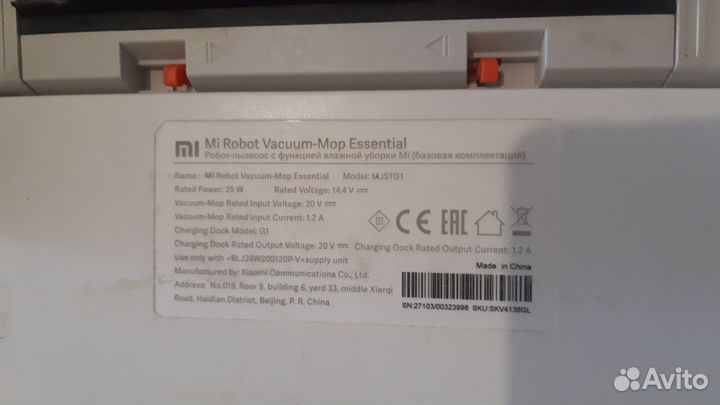 mi Mi Robot Vacuum-Mop Essential
Робот-пылесос с функцией влажной уборки Mi (базовая комплектация)
Name: Mi Robot Vacuum-Mop Essential Model: MJSTG1
Rated Power: 25 W Rated Voltage: 14.4 V
Vacuum-Mop Rated Input Voltage: 20 V
Vacuum-Mop Rated Input Current: 1.2 A
Charging Dock Model: G1
Charging Dock Rated Output Voltage: 20 V Charging Dock Rated Output Current: 1.2 A
Use only with <BLJ24W200120P-V>supply unit
Manufactured by: Xiaomi Communications Co., Ltd.
Address: No.019, floor 9, building 6, yard 33, middle Xierqi
Road, Haidian District, Beijing, P. R. China
CE EAC
Made in China
SN:27103/00323998 SKU:SKV4136GL
Avito